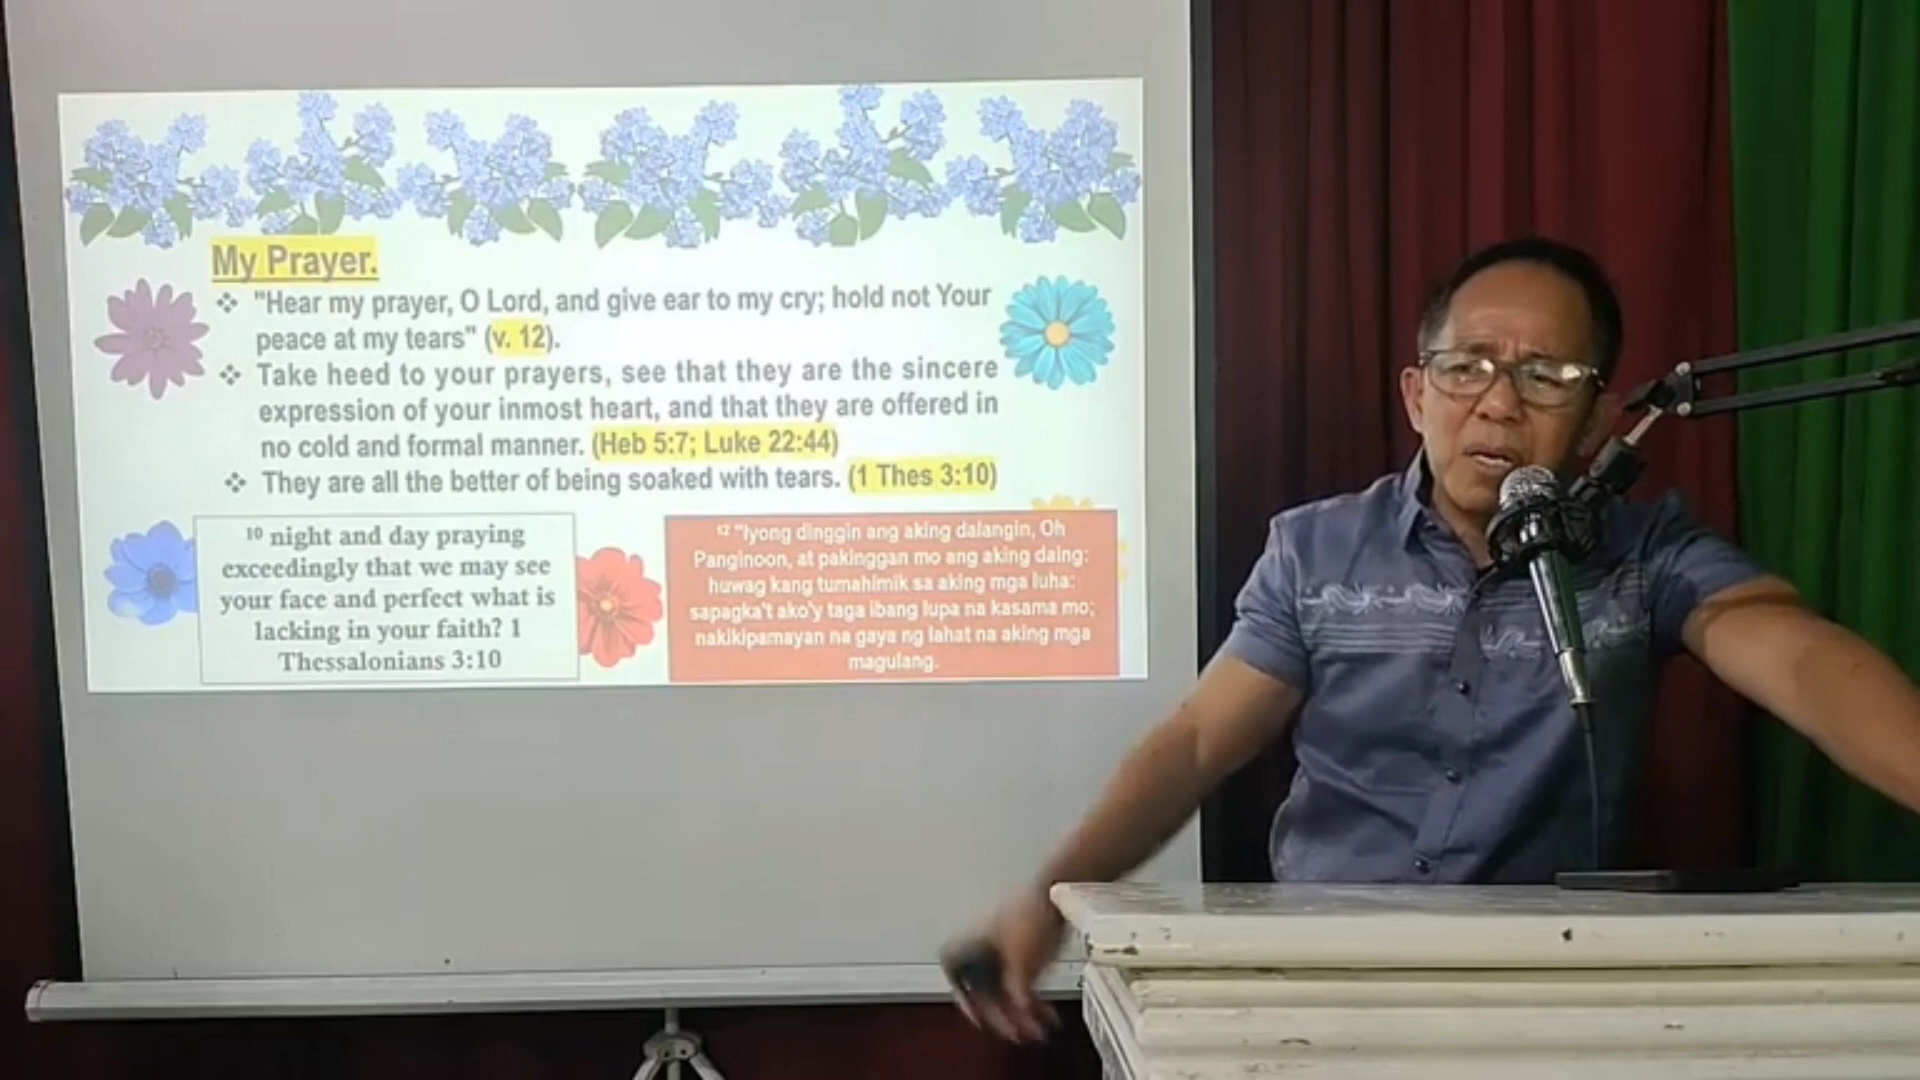 My Prayer.
❖ "Hear my prayer, O Lord, and give ear to my cry; hold not Your
peace at my tears" (v. 12).
❖ Take heed to your prayers, see that they are the sincere
expression of your inmost heart, and that they are offered in
no cold and formal manner. (Heb 5:7; Luke 22:44)
❖ They are all the better of being soaked with tears. (1 Thes 3:10)
10 night and day praying
exceedingly that we may see
your face and perfect what is
lacking in your faith? 1
Thessalonians 3:10
12 "Iyong dinggin ang aking dalangin, Oh
Panginoon, at pakinggan mo ang aking daing:
huwag kang tumahimik sa aking mga luha:
sapagka't ako'y taga ibang lupa na kasama mo;
nakikipamayan na gaya ng lahat na aking mga
magulang.